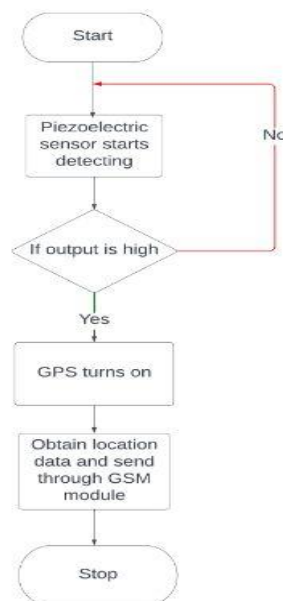 Start
Piezoelectric
sensor starts
detecting
No
If output is high
Yes
GPS turns on
Obtain location
data and send
through GSM
module
Stop